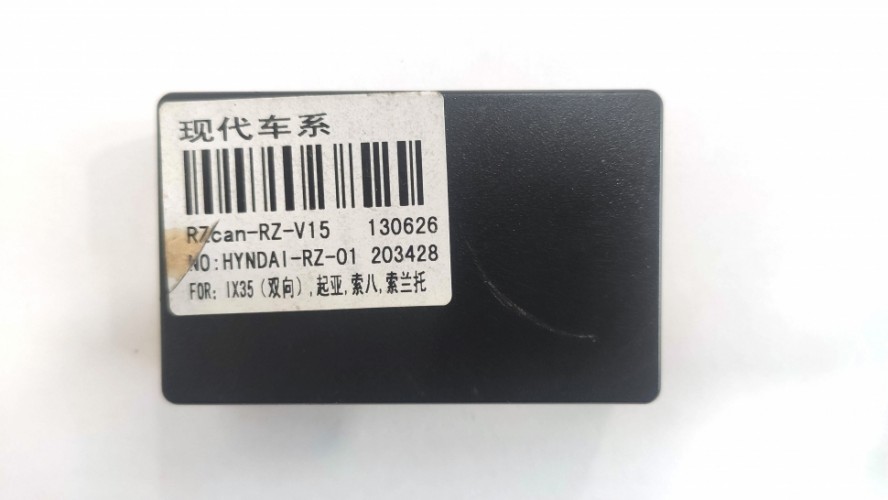 现代车系
RZcan-RZ-V15 130626
NO:HYNDAI-RZ-01 203428
FOR: IX35(双向),起亚,索八,索兰托